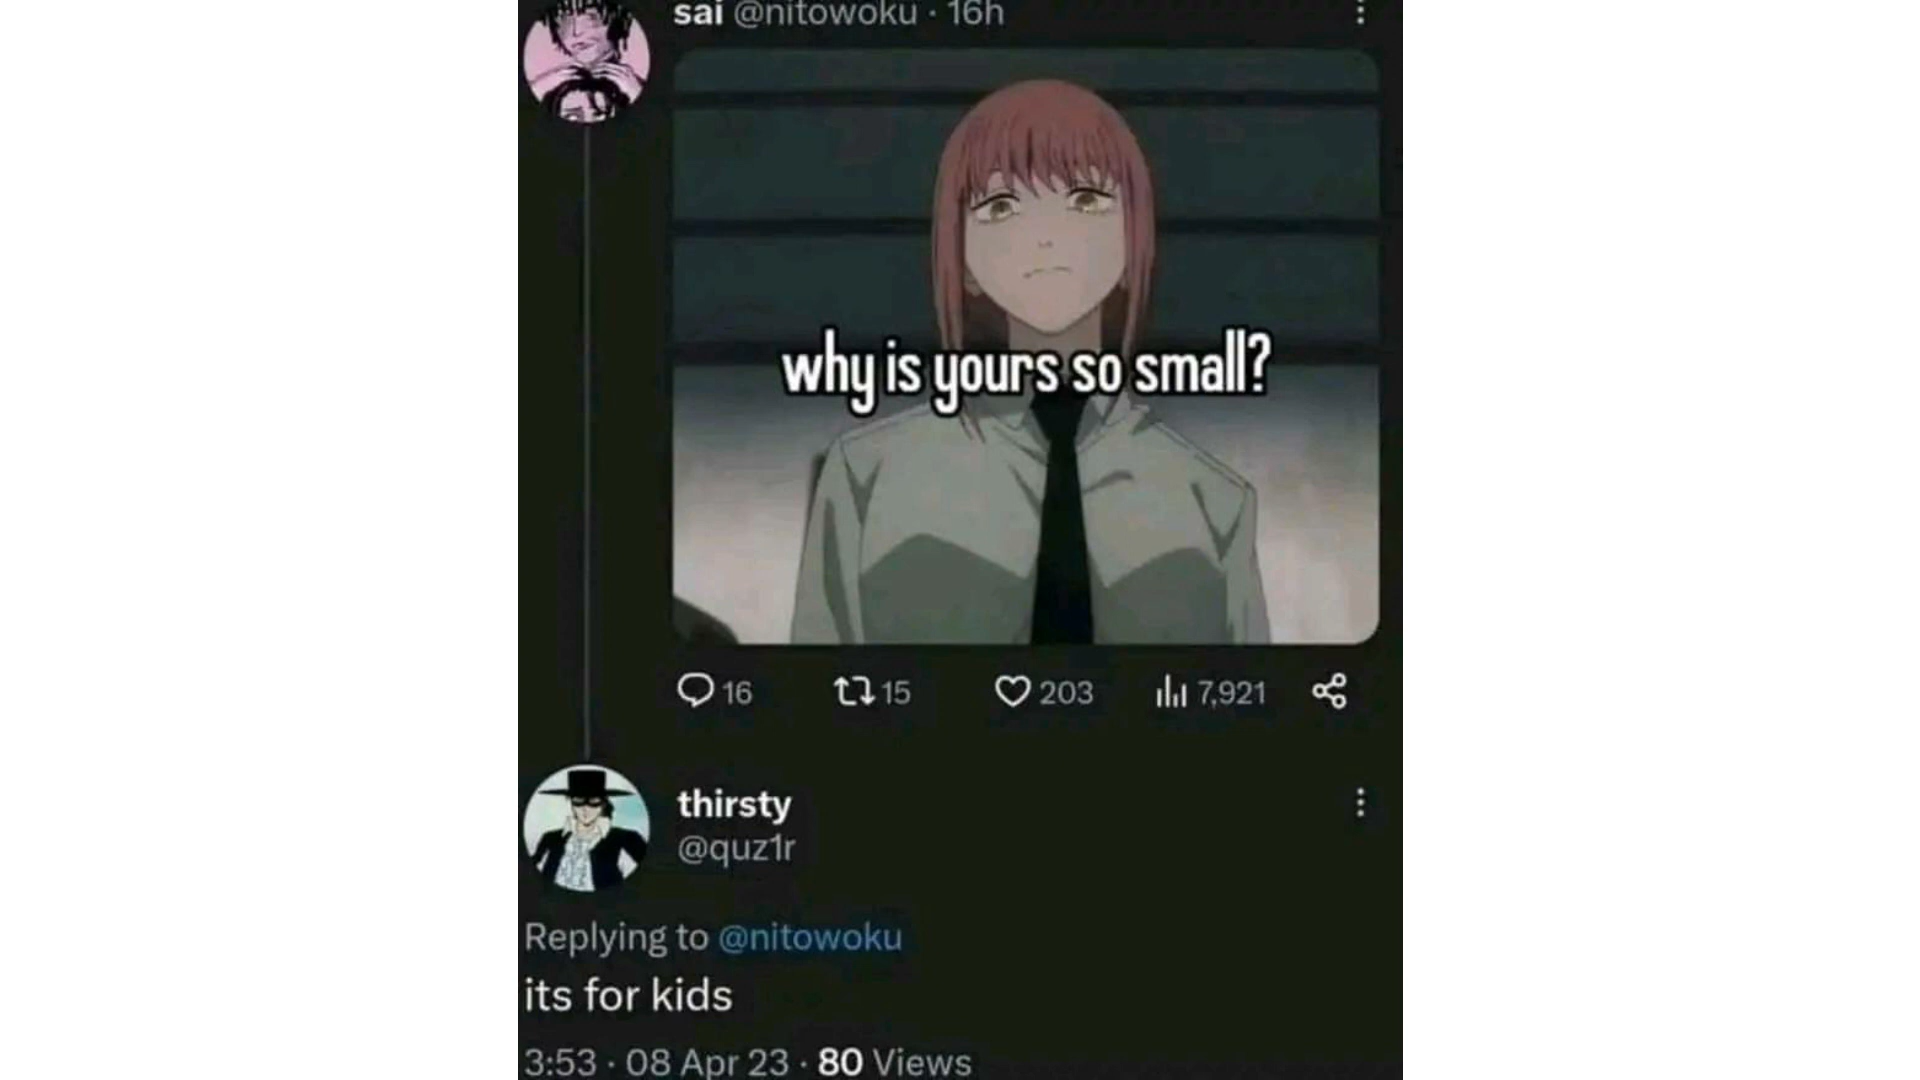 sai @nitowoku · 16h
why is yours so small?
16 15 203 7,921
thirsty
@quz1r
Replying to @nitowoku
its for kids
3:53 · 08 Apr 23 · 80 Views